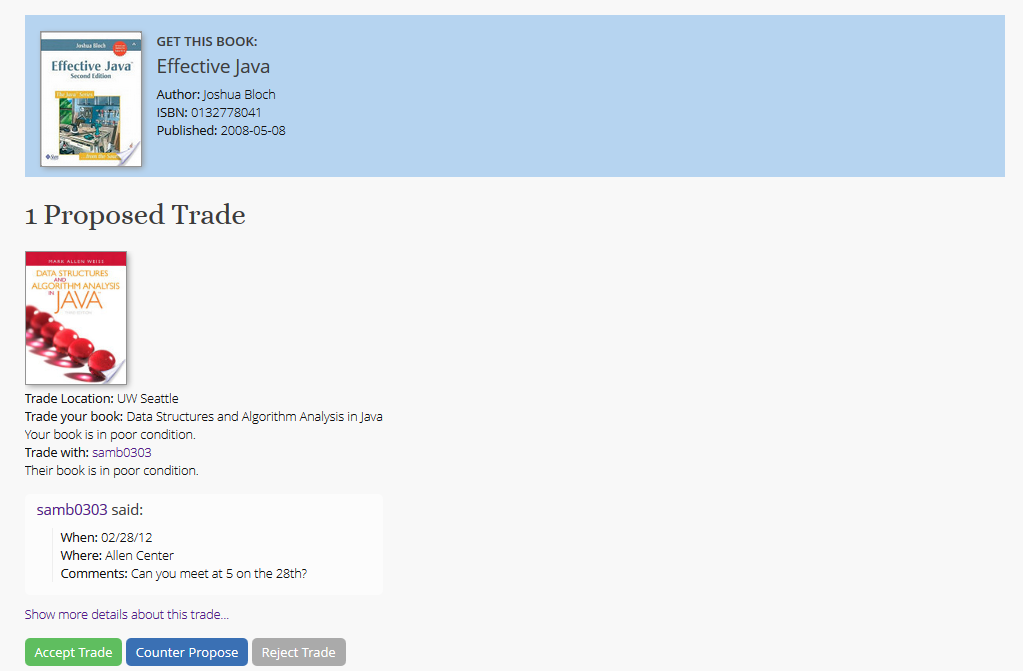 Joshua Bloch
Effective Java
Second Edition
The Java Series
...from the Source
GET THIS BOOK:
Effective Java
Author: Joshua Bloch
ISBN: 0132778041
Published: 2008-05-08
1 Proposed Trade
MARK ALLEN WEISS
DATA STRUCTURES
AND
ALGORITHM ANALYSIS
IN JAVA
THIRD EDITION
Trade Location: UW Seattle
Trade your book: Data Structures and Algorithm Analysis in Java
Your book is in poor condition.
Trade with: samb0303
Their book is in poor condition.
samb0303 said:
When: 02/28/12
Where: Allen Center
Comments: Can you meet at 5 on the 28th?
Show more details about this trade...
Accept Trade Counter Propose Reject Trade